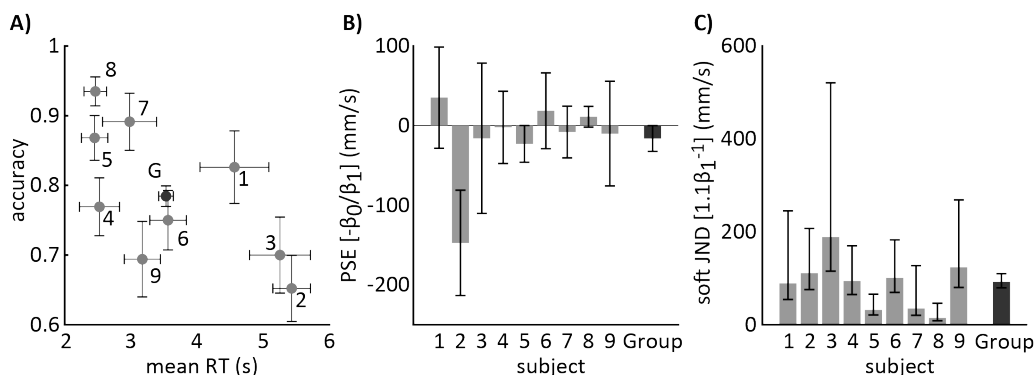 A)
accuracy
1
0.9
0.8
0.7
0.6
8
7
5
1
G
4
6
3
9
2
2 3 4 5 6
mean RT (s)
B)
PSE [-β0/β1] (mm/s)
100
0
-100
-200
1 2 3 4 5 6 7 8 9 Group
subject
C)
soft JND [1.1β1⁻¹] (mm/s)
600
400
200
0
1 2 3 4 5 6 7 8 9 Group
subject